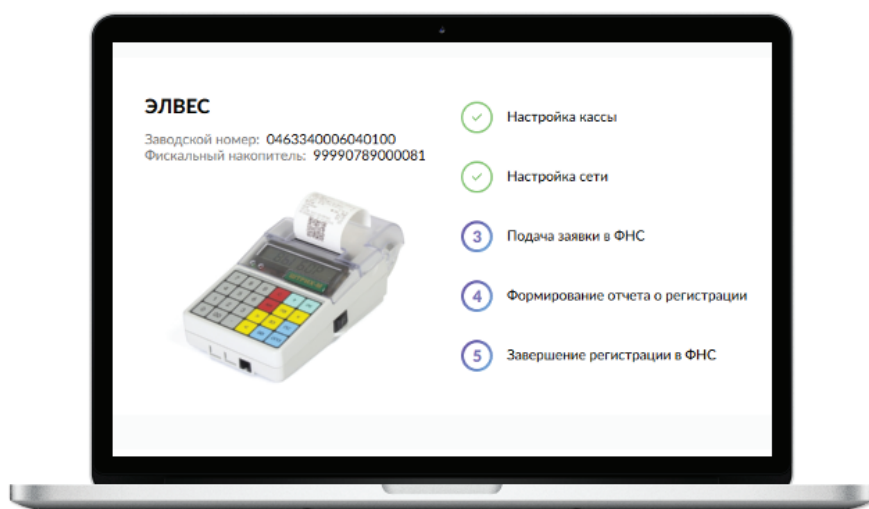 ЭЛВЕС
Заводской номер: 0463340006040100
Фискальный накопитель: 99990789000081
Настройка кассы
Настройка сети
3 Подача заявки в ФНС
4 Формирование отчета о регистрации
5 Завершение регистрации в ФНС